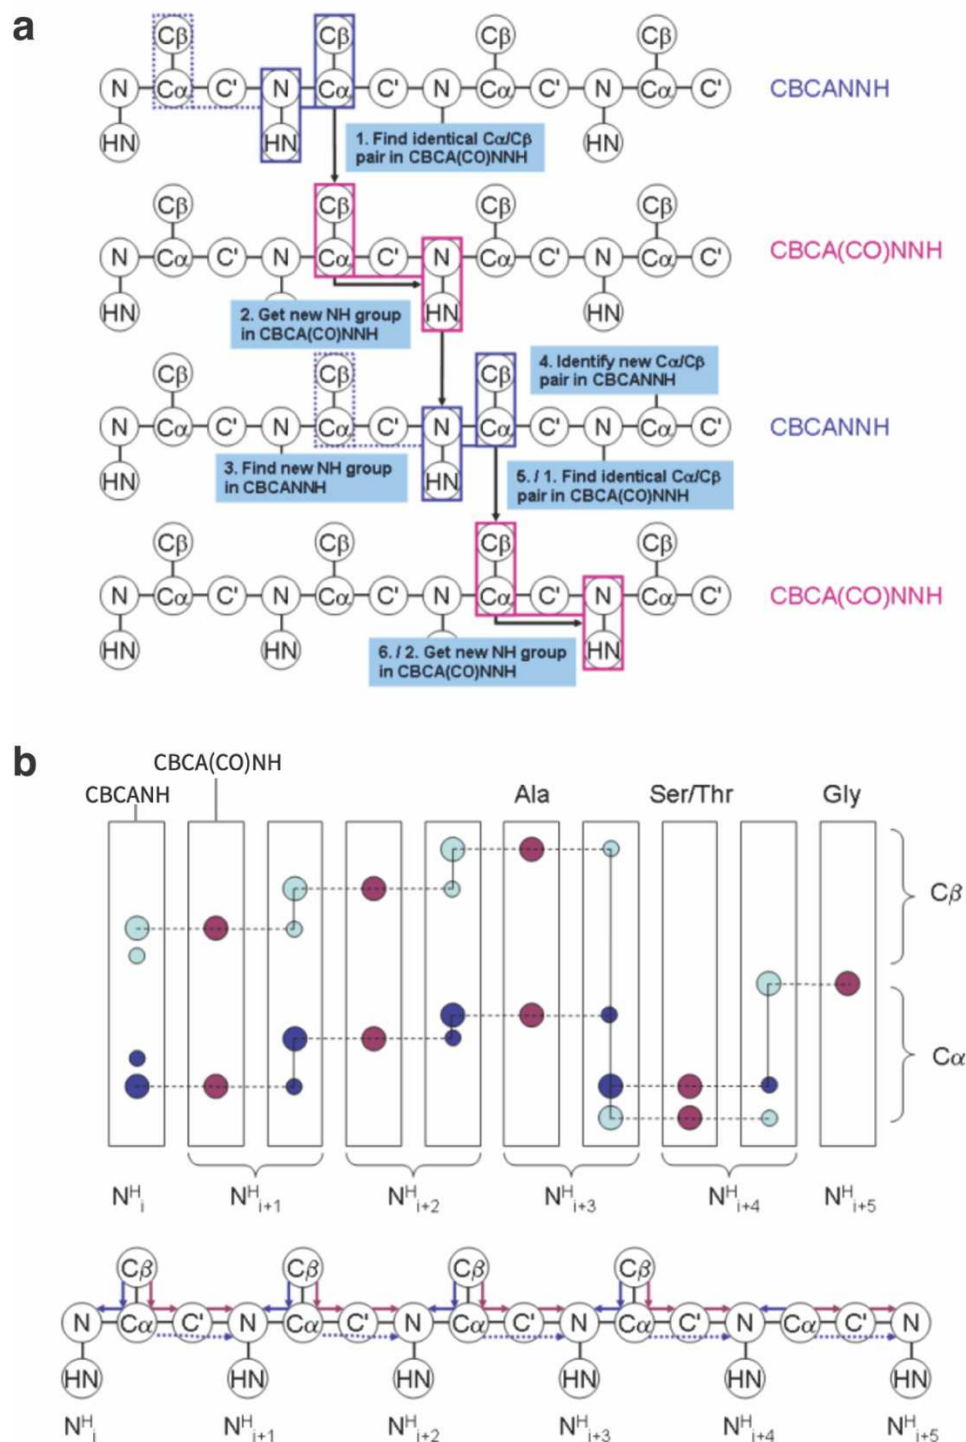 a
Cβ Cβ Cβ Cβ
N Cα C' N Cα C' N Cα C' N Cα C' CBCANNH
HN HN HN
1. Find identical Cα/Cβ
pair in CBCA(CO)NNH
Cβ Cβ Cβ Cβ
N Cα C' N Cα C' N Cα C' N Cα C' CBCA(CO)NNH
HN HN HN
2. Get new NH group
in CBCA(CO)NNH
4. Identify new Cα/Cβ
pair in CBCANNH
Cβ Cβ Cβ
N Cα C' N Cα C' N Cα C' N Cα C' CBCANNH
HN HN
3. Find new NH group
in CBCANNH
5. / 1. Find identical Cα/Cβ
pair in CBCA(CO)NNH
Cβ Cβ Cβ Cβ
N Cα C' N Cα C' N Cα C' N Cα C' CBCA(CO)NNH
HN HN HN
6. / 2. Get new NH group
in CBCA(CO)NNH
b
CBCA(CO)NH
CBCANH Ala Ser/Thr Gly
Cβ
Cα
Nᴴi Nᴴi+1 Nᴴi+2 Nᴴi+3 Nᴴi+4 Nᴴi+5
Cβ Cβ Cβ Cβ
N Cα C' N Cα C' N Cα C' N Cα C' N Cα C' N
HN HN HN HN HN HN
Nᴴi Nᴴi+1 Nᴴi+2 Nᴴi+3 Nᴴi+4 Nᴴi+5